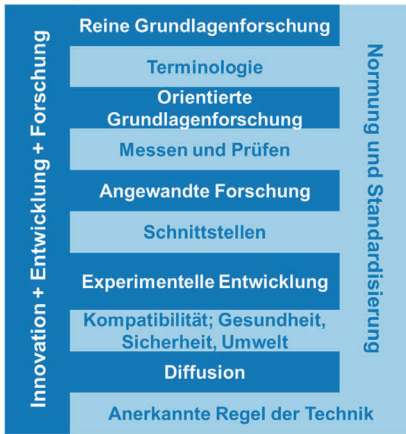 Innovation + Entwicklung + Forschung
Reine Grundlagenforschung
Terminologie
Orientierte
Grundlagenforschung
Messen und Prüfen
Angewandte Forschung
Schnittstellen
Experimentelle Entwicklung
Kompatibilität; Gesundheit,
Sicherheit, Umwelt
Diffusion
Anerkannte Regel der Technik
Normung und Standardisierung